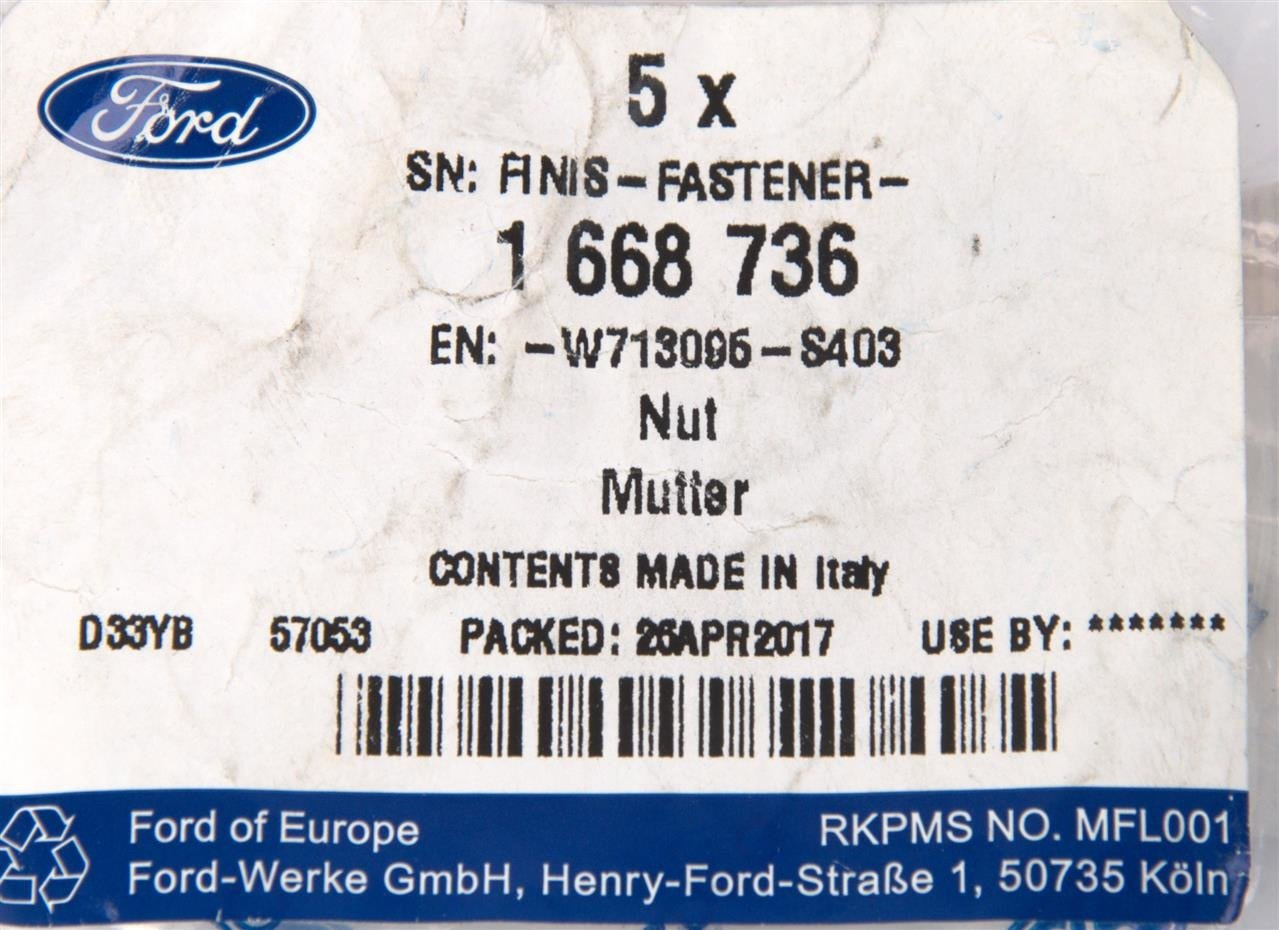 Ford
5 x
SN: FINIS-FASTENER-
1 668 736
EN: -W713095-S403
Nut
Mutter
CONTENTS MADE IN Italy
D33YB 57053 PACKED: 26APR2017 USE BY: *******
Ford of Europe RKPMS NO. MFL001
Ford-Werke GmbH, Henry-Ford-Straße 1, 50735 Köln